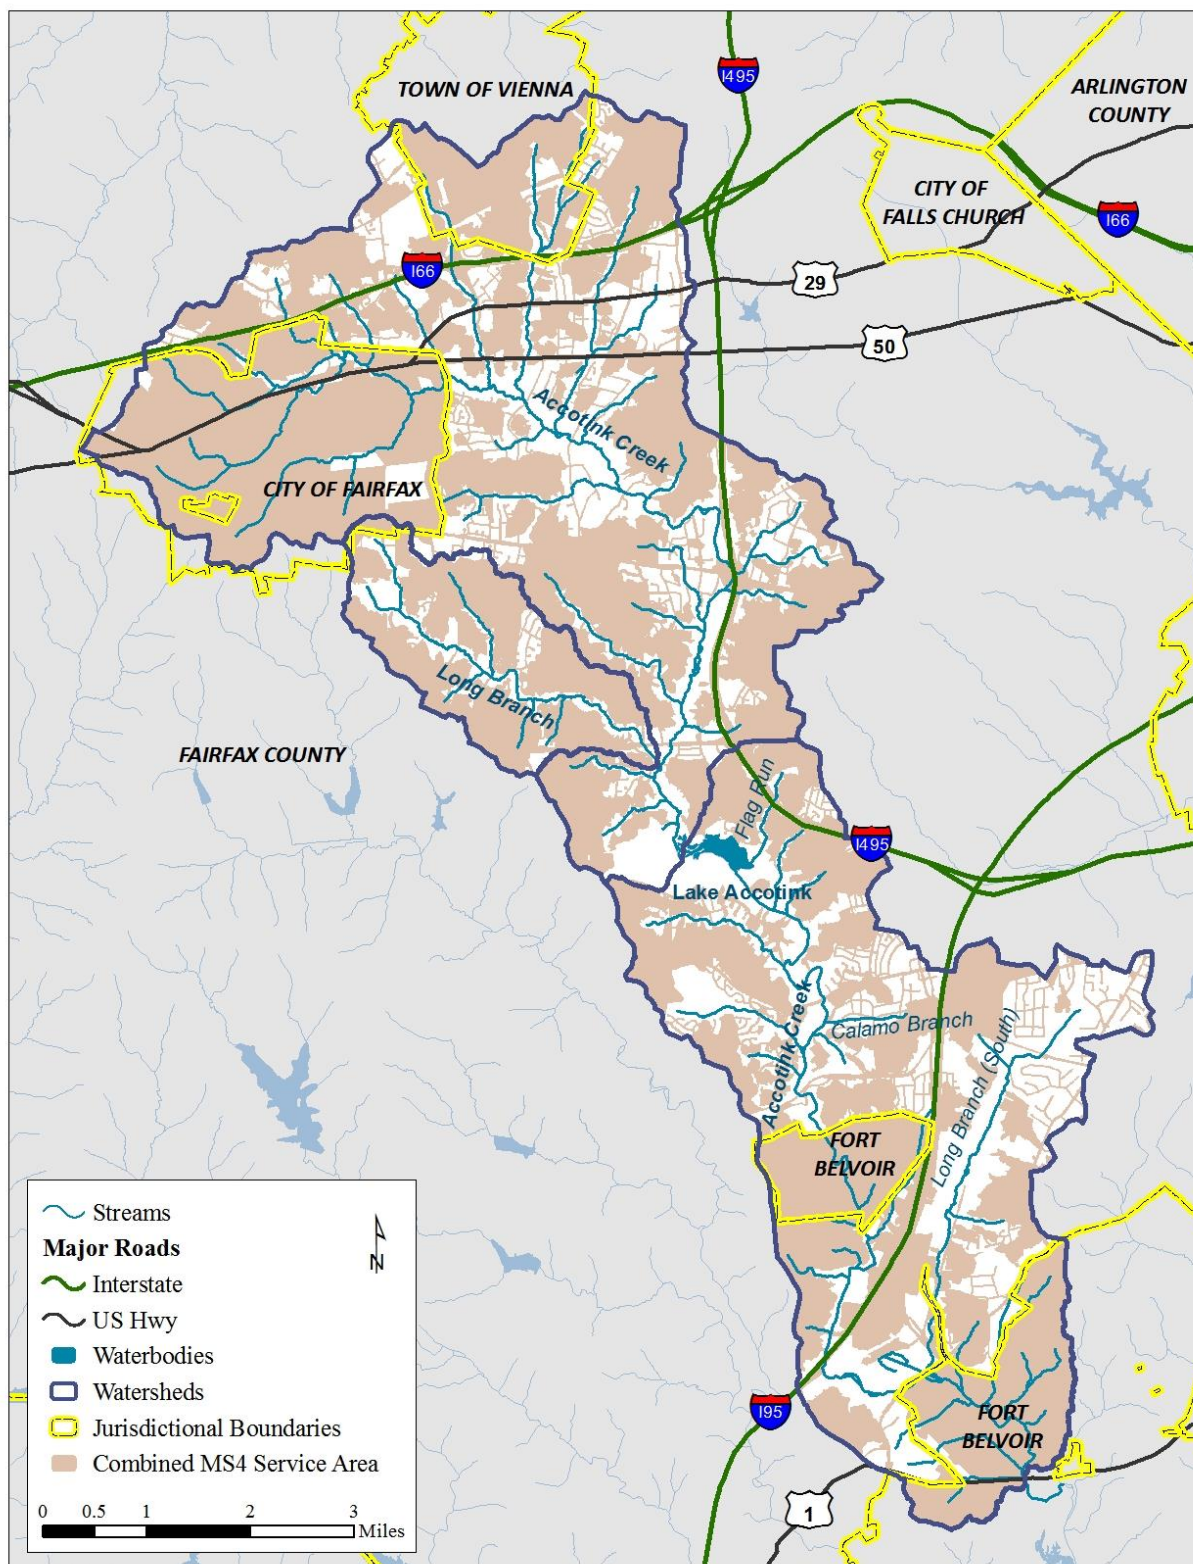 I495
TOWN OF VIENNA
ARLINGTON
COUNTY
CITY OF
FALLS CHURCH
I66
I66
29
50
Accotink Creek
CITY OF FAIRFAX
Long Branch
FAIRFAX COUNTY
Flag Run
I495
Lake Accotink
Accotink Creek
Calamo Branch
Long Branch (South)
FORT
BELVOIR
Streams
Major Roads
N
Interstate
US Hwy
Waterbodies
Watersheds
Jurisdictional Boundaries
Combined MS4 Service Area
0 0.5 1 2 3
Miles
I95
FORT
BELVOIR
1